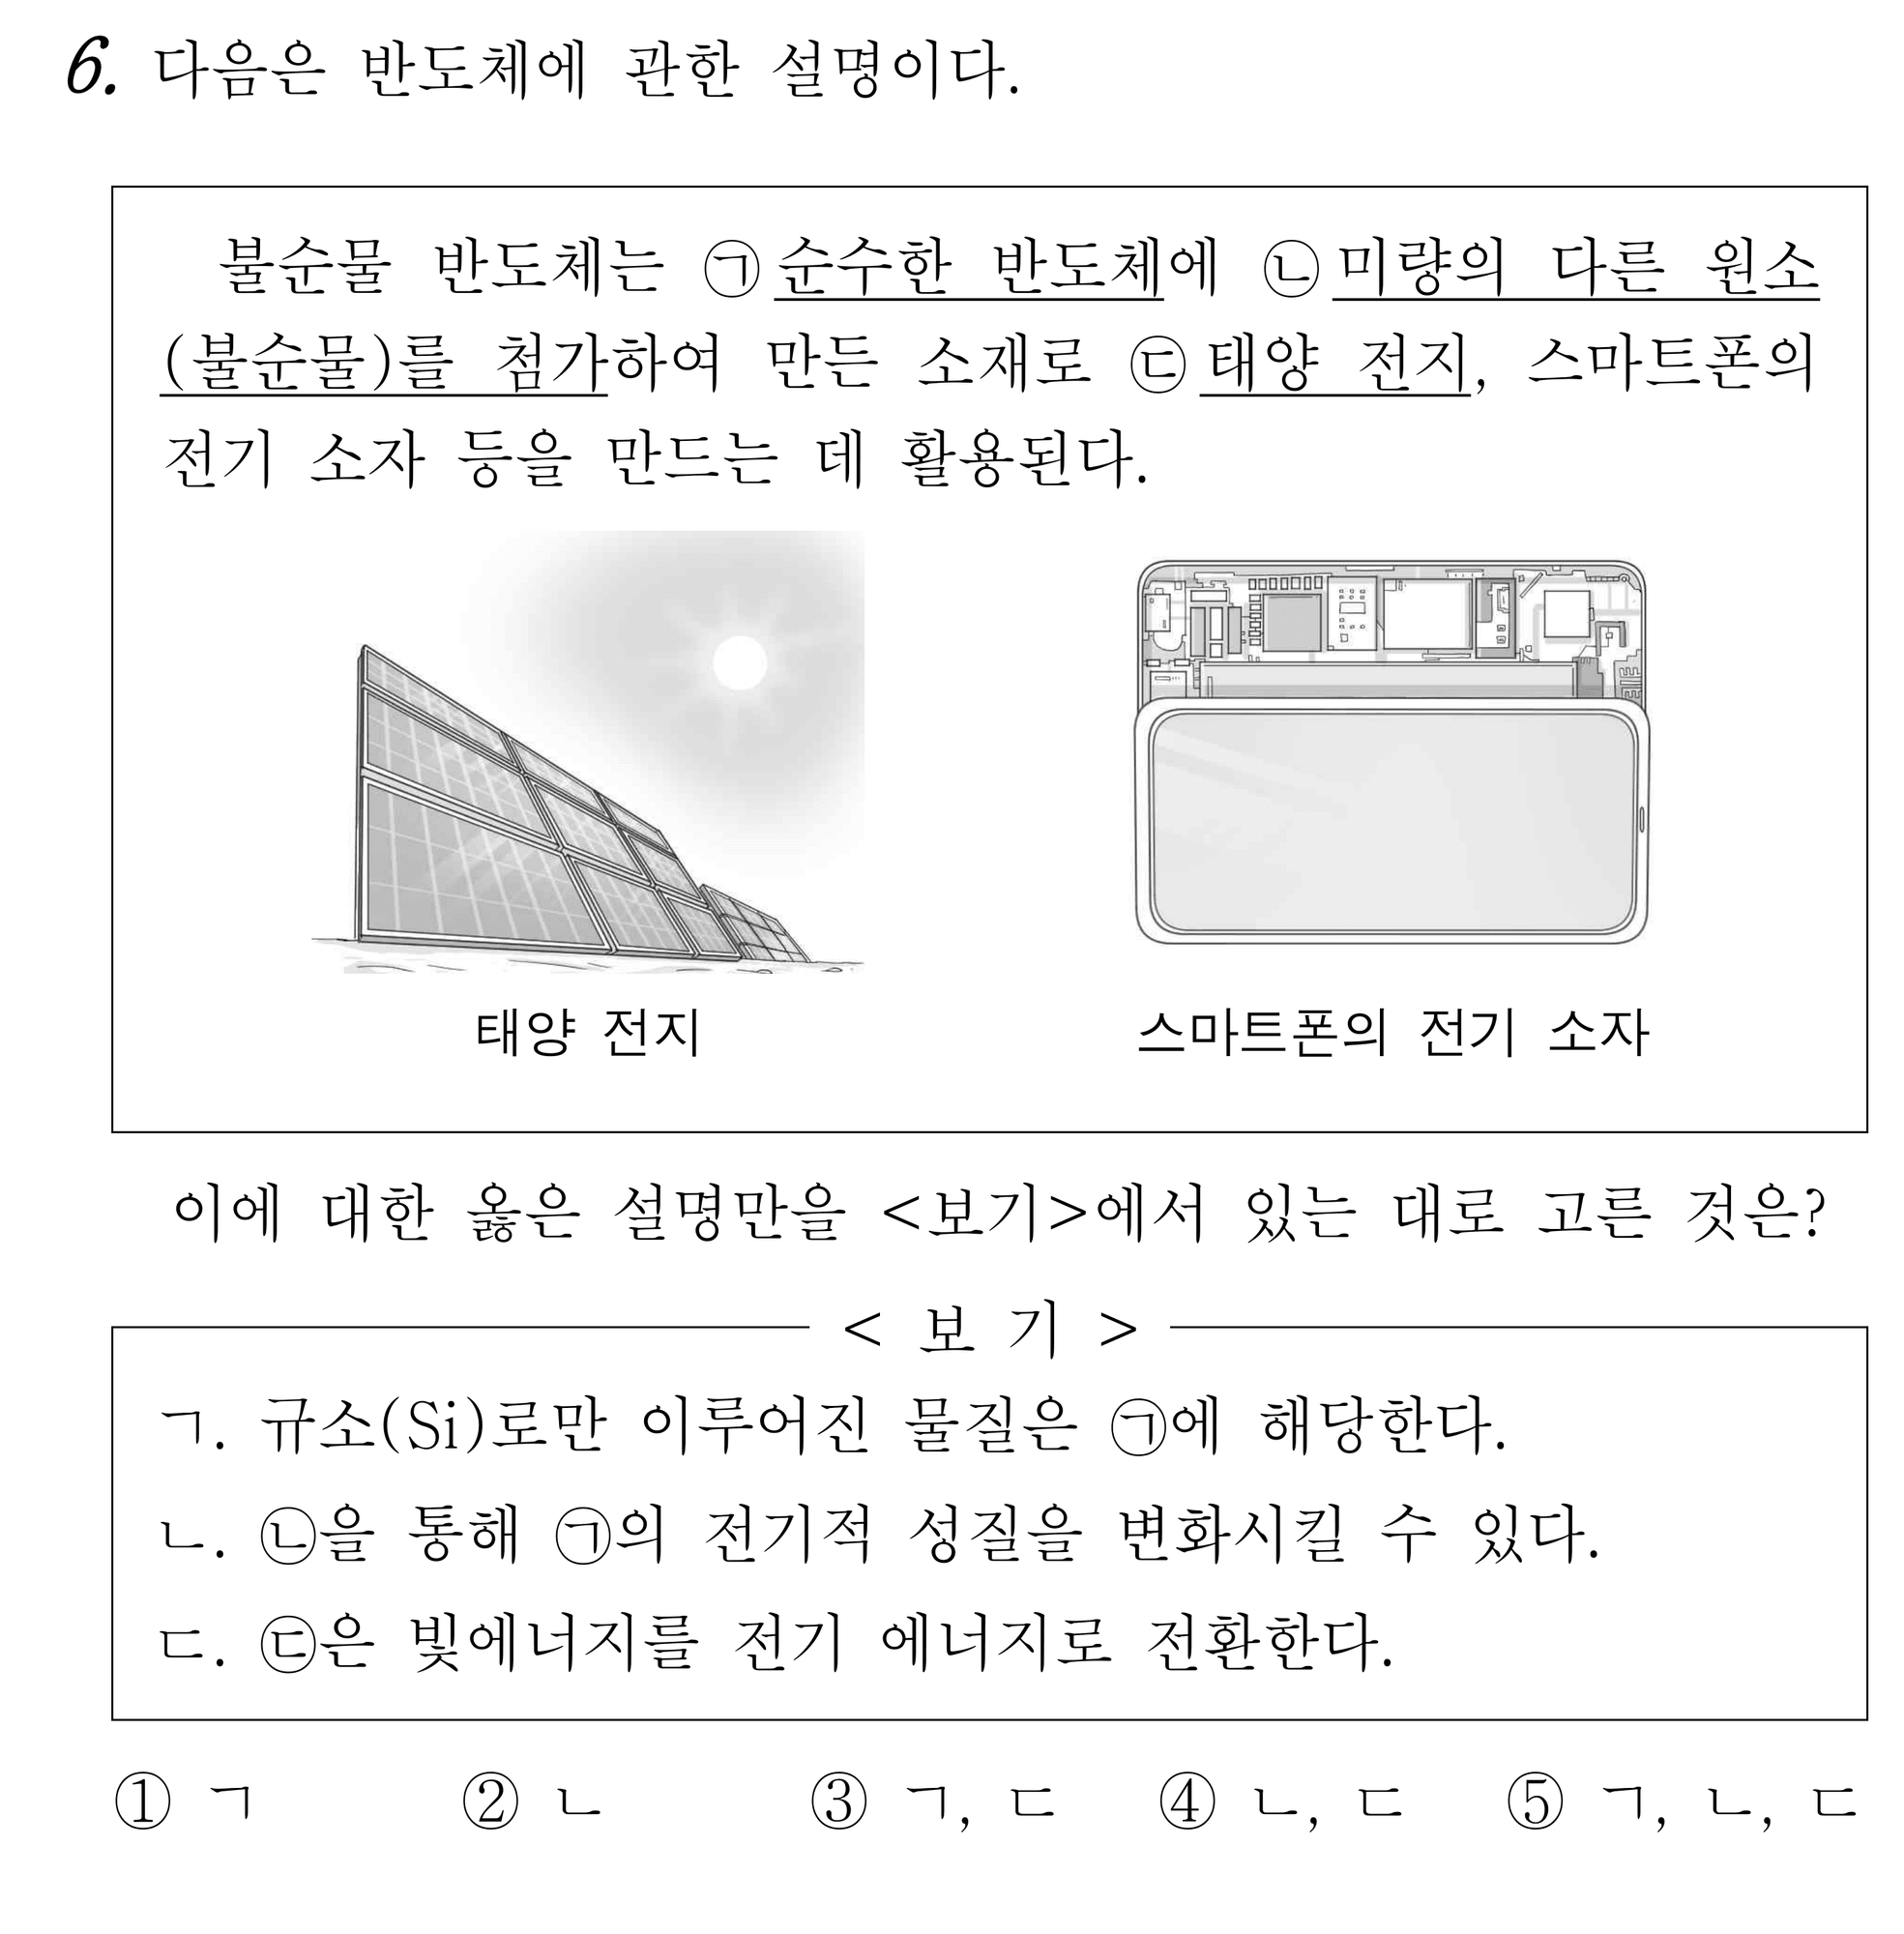 6. 다음은 반도체에 관한 설명이다.
불순물 반도체는 ㉠순수한 반도체에 ㉡미량의 다른 원소
(불순물)를 첨가하여 만든 소재로 ㉢태양 전지, 스마트폰의
전기 소자 등을 만드는 데 활용된다.
태양 전지 스마트폰의 전기 소자
이에 대한 옳은 설명만을 <보기>에서 있는 대로 고른 것은?
< 보 기 >
ㄱ. 규소(Si)로만 이루어진 물질은 ㉠에 해당한다.
ㄴ. ㉡을 통해 ㉠의 전기적 성질을 변화시킬 수 있다.
ㄷ. ㉢은 빛에너지를 전기 에너지로 전환한다.
① ㄱ ② ㄴ ③ ㄱ, ㄷ ④ ㄴ, ㄷ ⑤ ㄱ, ㄴ, ㄷ